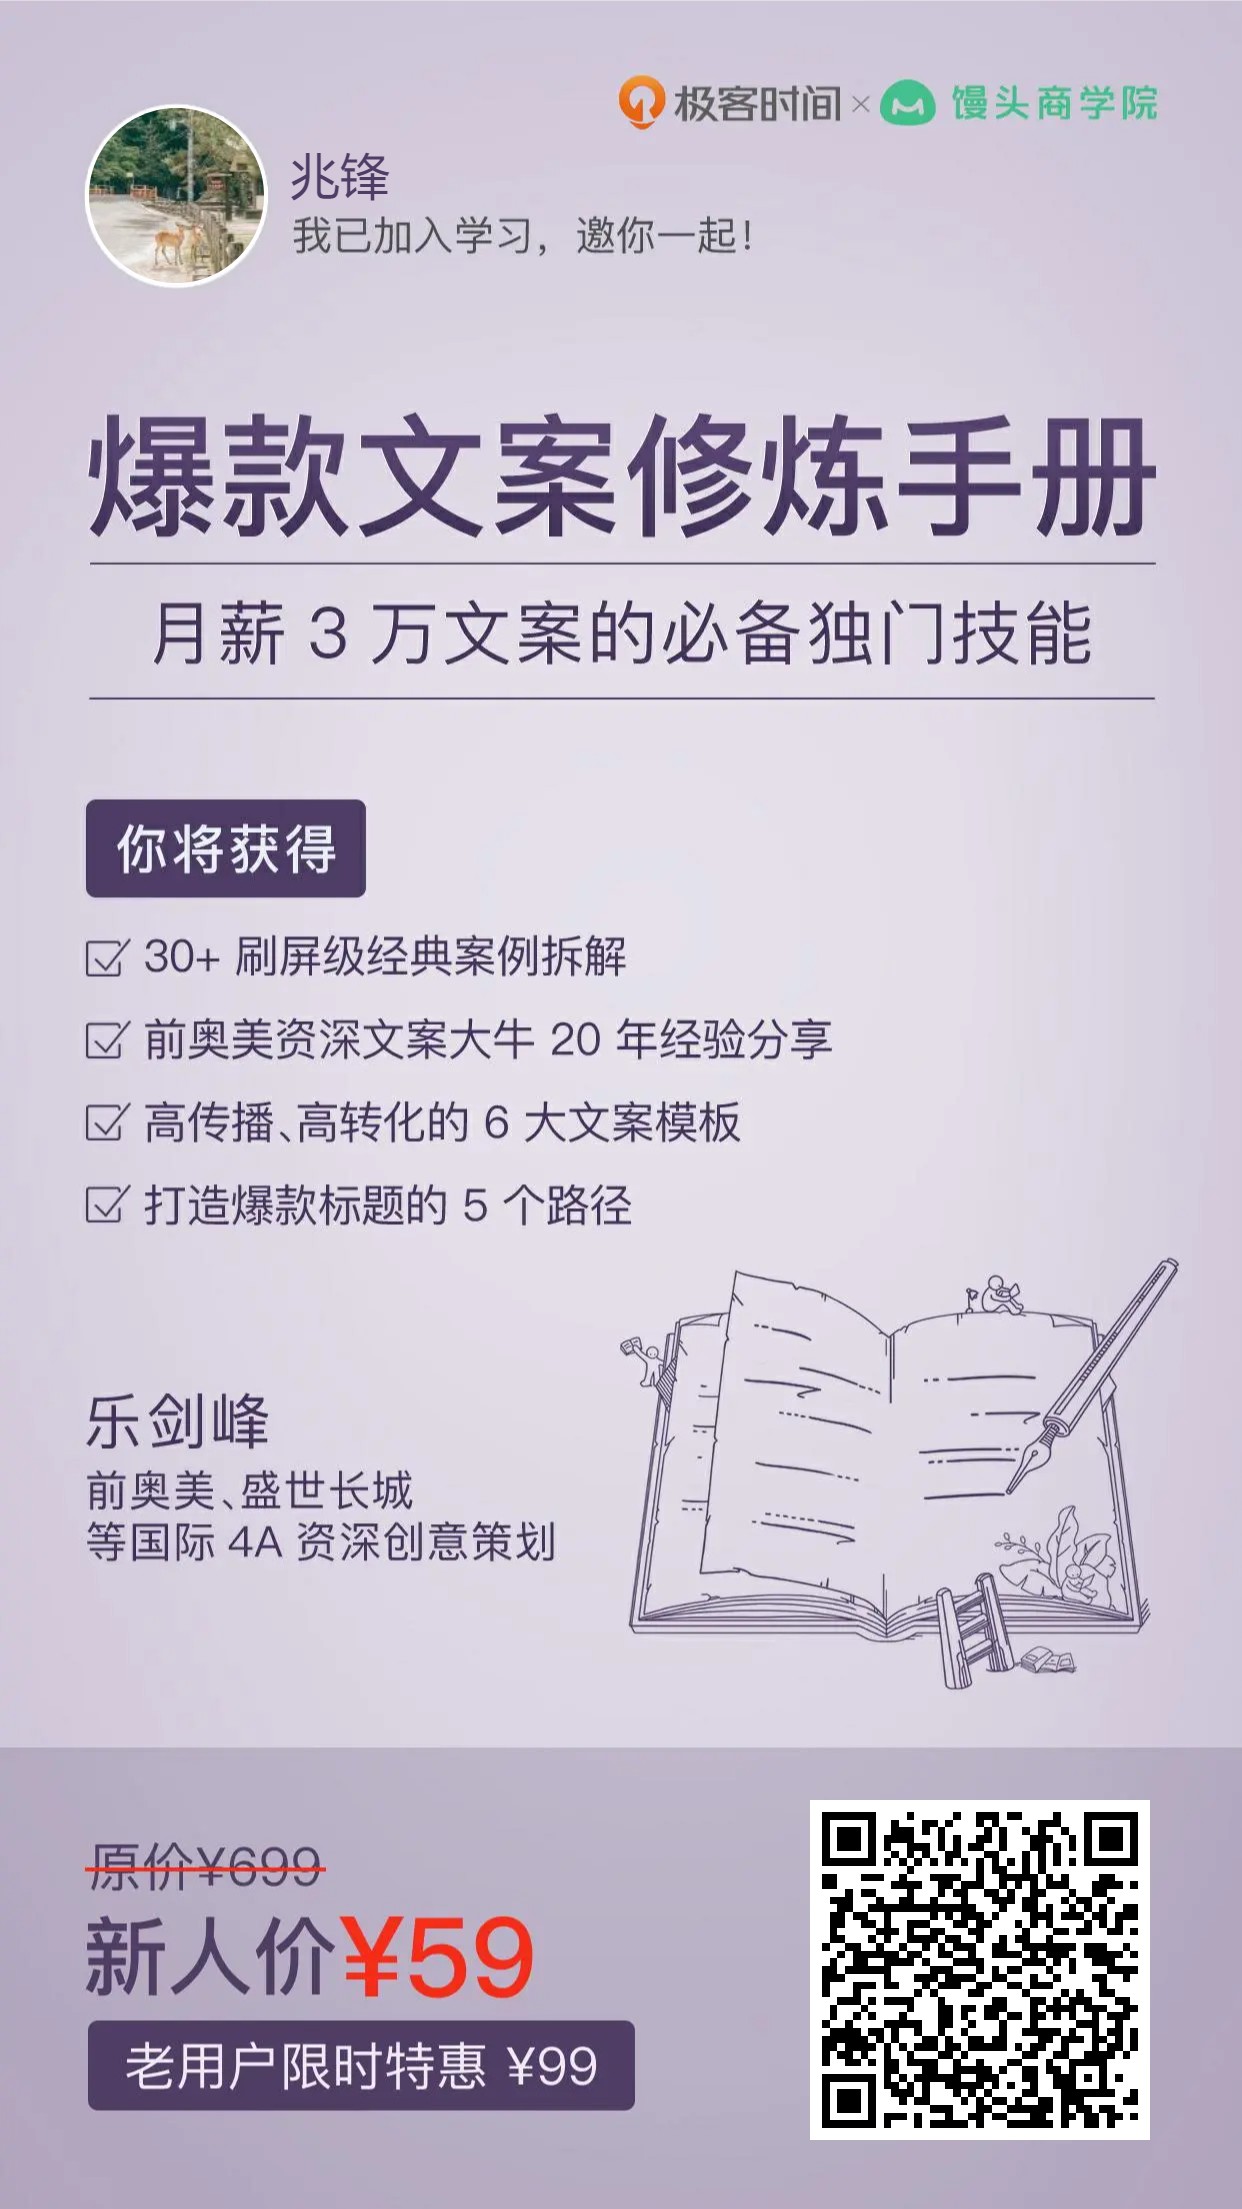 极客时间×馒头商学院
兆锋
我已加入学习，邀你一起！
爆款文案修炼手册
月薪 3 万文案的必备独门技能
你将获得
30+ 刷屏级经典案例拆解
前奥美资深文案大牛 20 年经验分享
高传播、高转化的 6 大文案模板
打造爆款标题的 5 个路径
乐剑峰
前奥美、盛世长城
等国际 4A 资深创意策划
原价¥699
新人价¥59
老用户限时特惠 ¥99